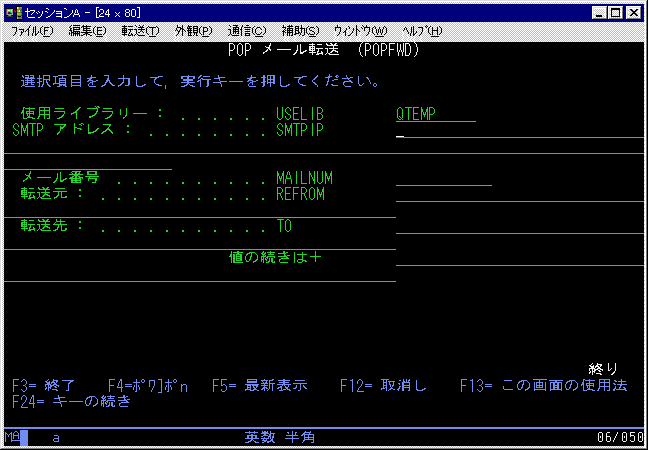 セッションA - [24 x 80]
ファイル(F) 編集(E) 転送(T) 外観(P) 通信(C) 補助(S) ウィンドウ(W) ヘルプ(H)
POP メール転送 (POPFWD)
選択項目を入力して, 実行キーを押してください。
使用ライブラリー : . . . . . . USELIB QTEMP
SMTP アドレス : . . . . . . . . SMTPIP
メール番号 . . . . . . . . . . MAILNUM
転送元 : . . . . . . . . . . . REFROM
転送先 : . . . . . . . . . . . TO
値の続きは+
終り
F3= 終了 F4=ポワ]ポn F5= 最新表示 F12= 取消し F13= この画面の使用法
F24= キーの続き
MA a 英数 半角 06/050